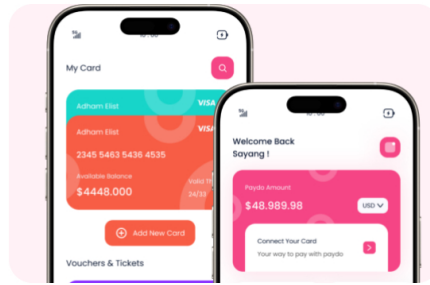 5G
My Card
Adham Elist
VISA
Adham Elist
VISA
2345 5463 5436 4535
Available Balance
$4448.000
24/33
Add New Card
Vouchers & Tickets
5G
Welcome Back
Sayang !
Paydo Amount
$48.989.98
USD
Connect Your Card
Your way to pay with paydo